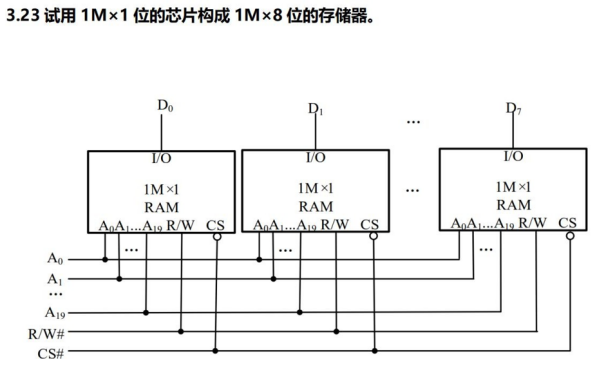 3.23 试用 1M×1 位的芯片构成 1M×8 位的存储器。
D0 D1 ... D7
I/O I/O I/O
1M×1 1M×1 ... 1M×1
RAM RAM RAM
A0A1...A19 R/W CS A0A1...A19 R/W CS A0A1...A19 R/W CS
... ... ...
A0
A1
...
A19
R/W#
CS#